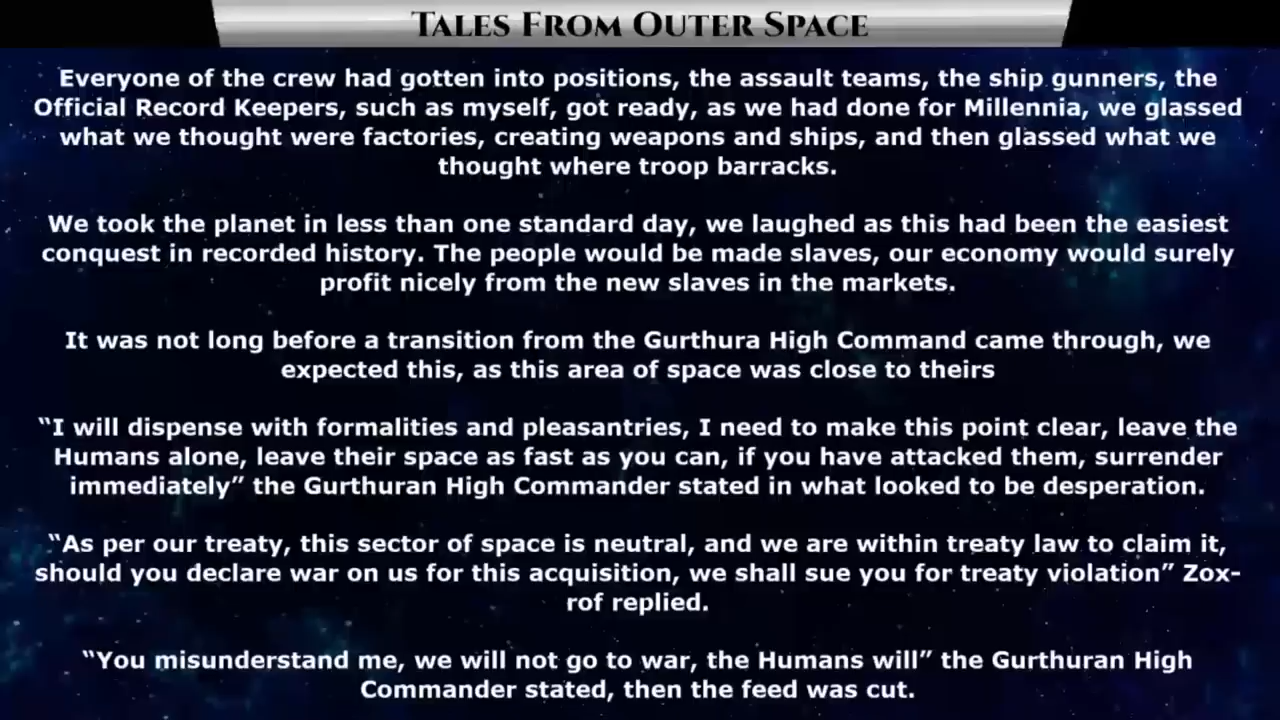 Tales From Outer Space
Everyone of the crew had gotten into positions, the assault teams, the ship gunners, the
Official Record Keepers, such as myself, got ready, as we had done for Millennia, we glassed
what we thought were factories, creating weapons and ships, and then glassed what we
thought where troop barracks.
We took the planet in less than one standard day, we laughed as this had been the easiest
conquest in recorded history. The people would be made slaves, our economy would surely
profit nicely from the new slaves in the markets.
It was not long before a transition from the Gurthura High Command came through, we
expected this, as this area of space was close to theirs
“I will dispense with formalities and pleasantries, I need to make this point clear, leave the
Humans alone, leave their space as fast as you can, if you have attacked them, surrender
immediately” the Gurthuran High Commander stated in what looked to be desperation.
“As per our treaty, this sector of space is neutral, and we are within treaty law to claim it,
should you declare war on us for this acquisition, we shall sue you for treaty violation” Zox-
rof replied.
“You misunderstand me, we will not go to war, the Humans will” the Gurthuran High
Commander stated, then the feed was cut.